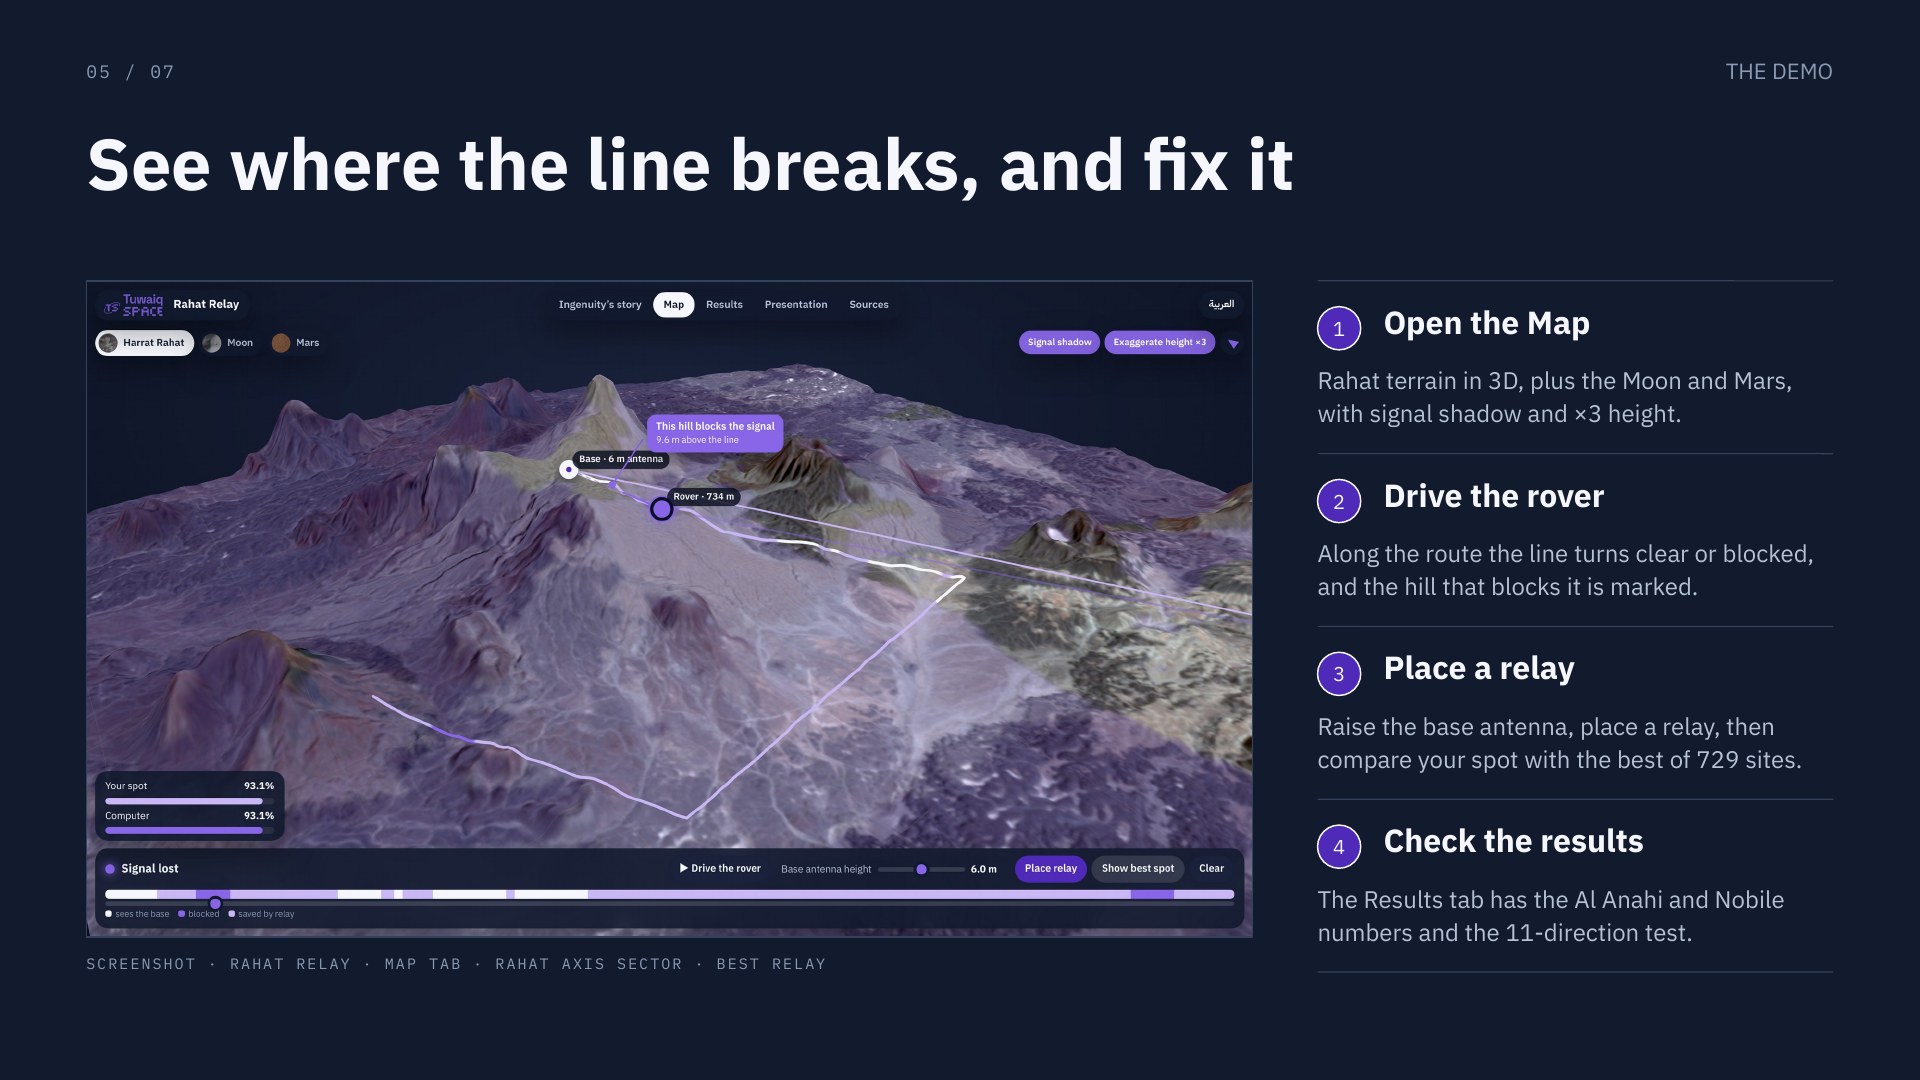 05 / 07
THE DEMO
See where the line breaks, and fix it
TS Tuwaiq SPACE
Rahat Relay
Ingenuity's story
Map
Results
Presentation
Sources
العربية
Harrat Rahat
Moon
Mars
Signal shadow
Exaggerate height ×3
This hill blocks the signal
9.6 m above the line
Base · 6 m antenna
Rover · 734 m
Your spot 93.1%
Computer 93.1%
Signal lost
▶ Drive the rover
Base antenna height 6.0 m
Place relay
Show best spot
Clear
sees the base
blocked
saved by relay
SCREENSHOT · RAHAT RELAY · MAP TAB · RAHAT AXIS SECTOR · BEST RELAY
1 Open the Map
Rahat terrain in 3D, plus the Moon and Mars,
with signal shadow and ×3 height.
2 Drive the rover
Along the route the line turns clear or blocked,
and the hill that blocks it is marked.
3 Place a relay
Raise the base antenna, place a relay, then
compare your spot with the best of 729 sites.
4 Check the results
The Results tab has the Al Anahi and Nobile
numbers and the 11-direction test.